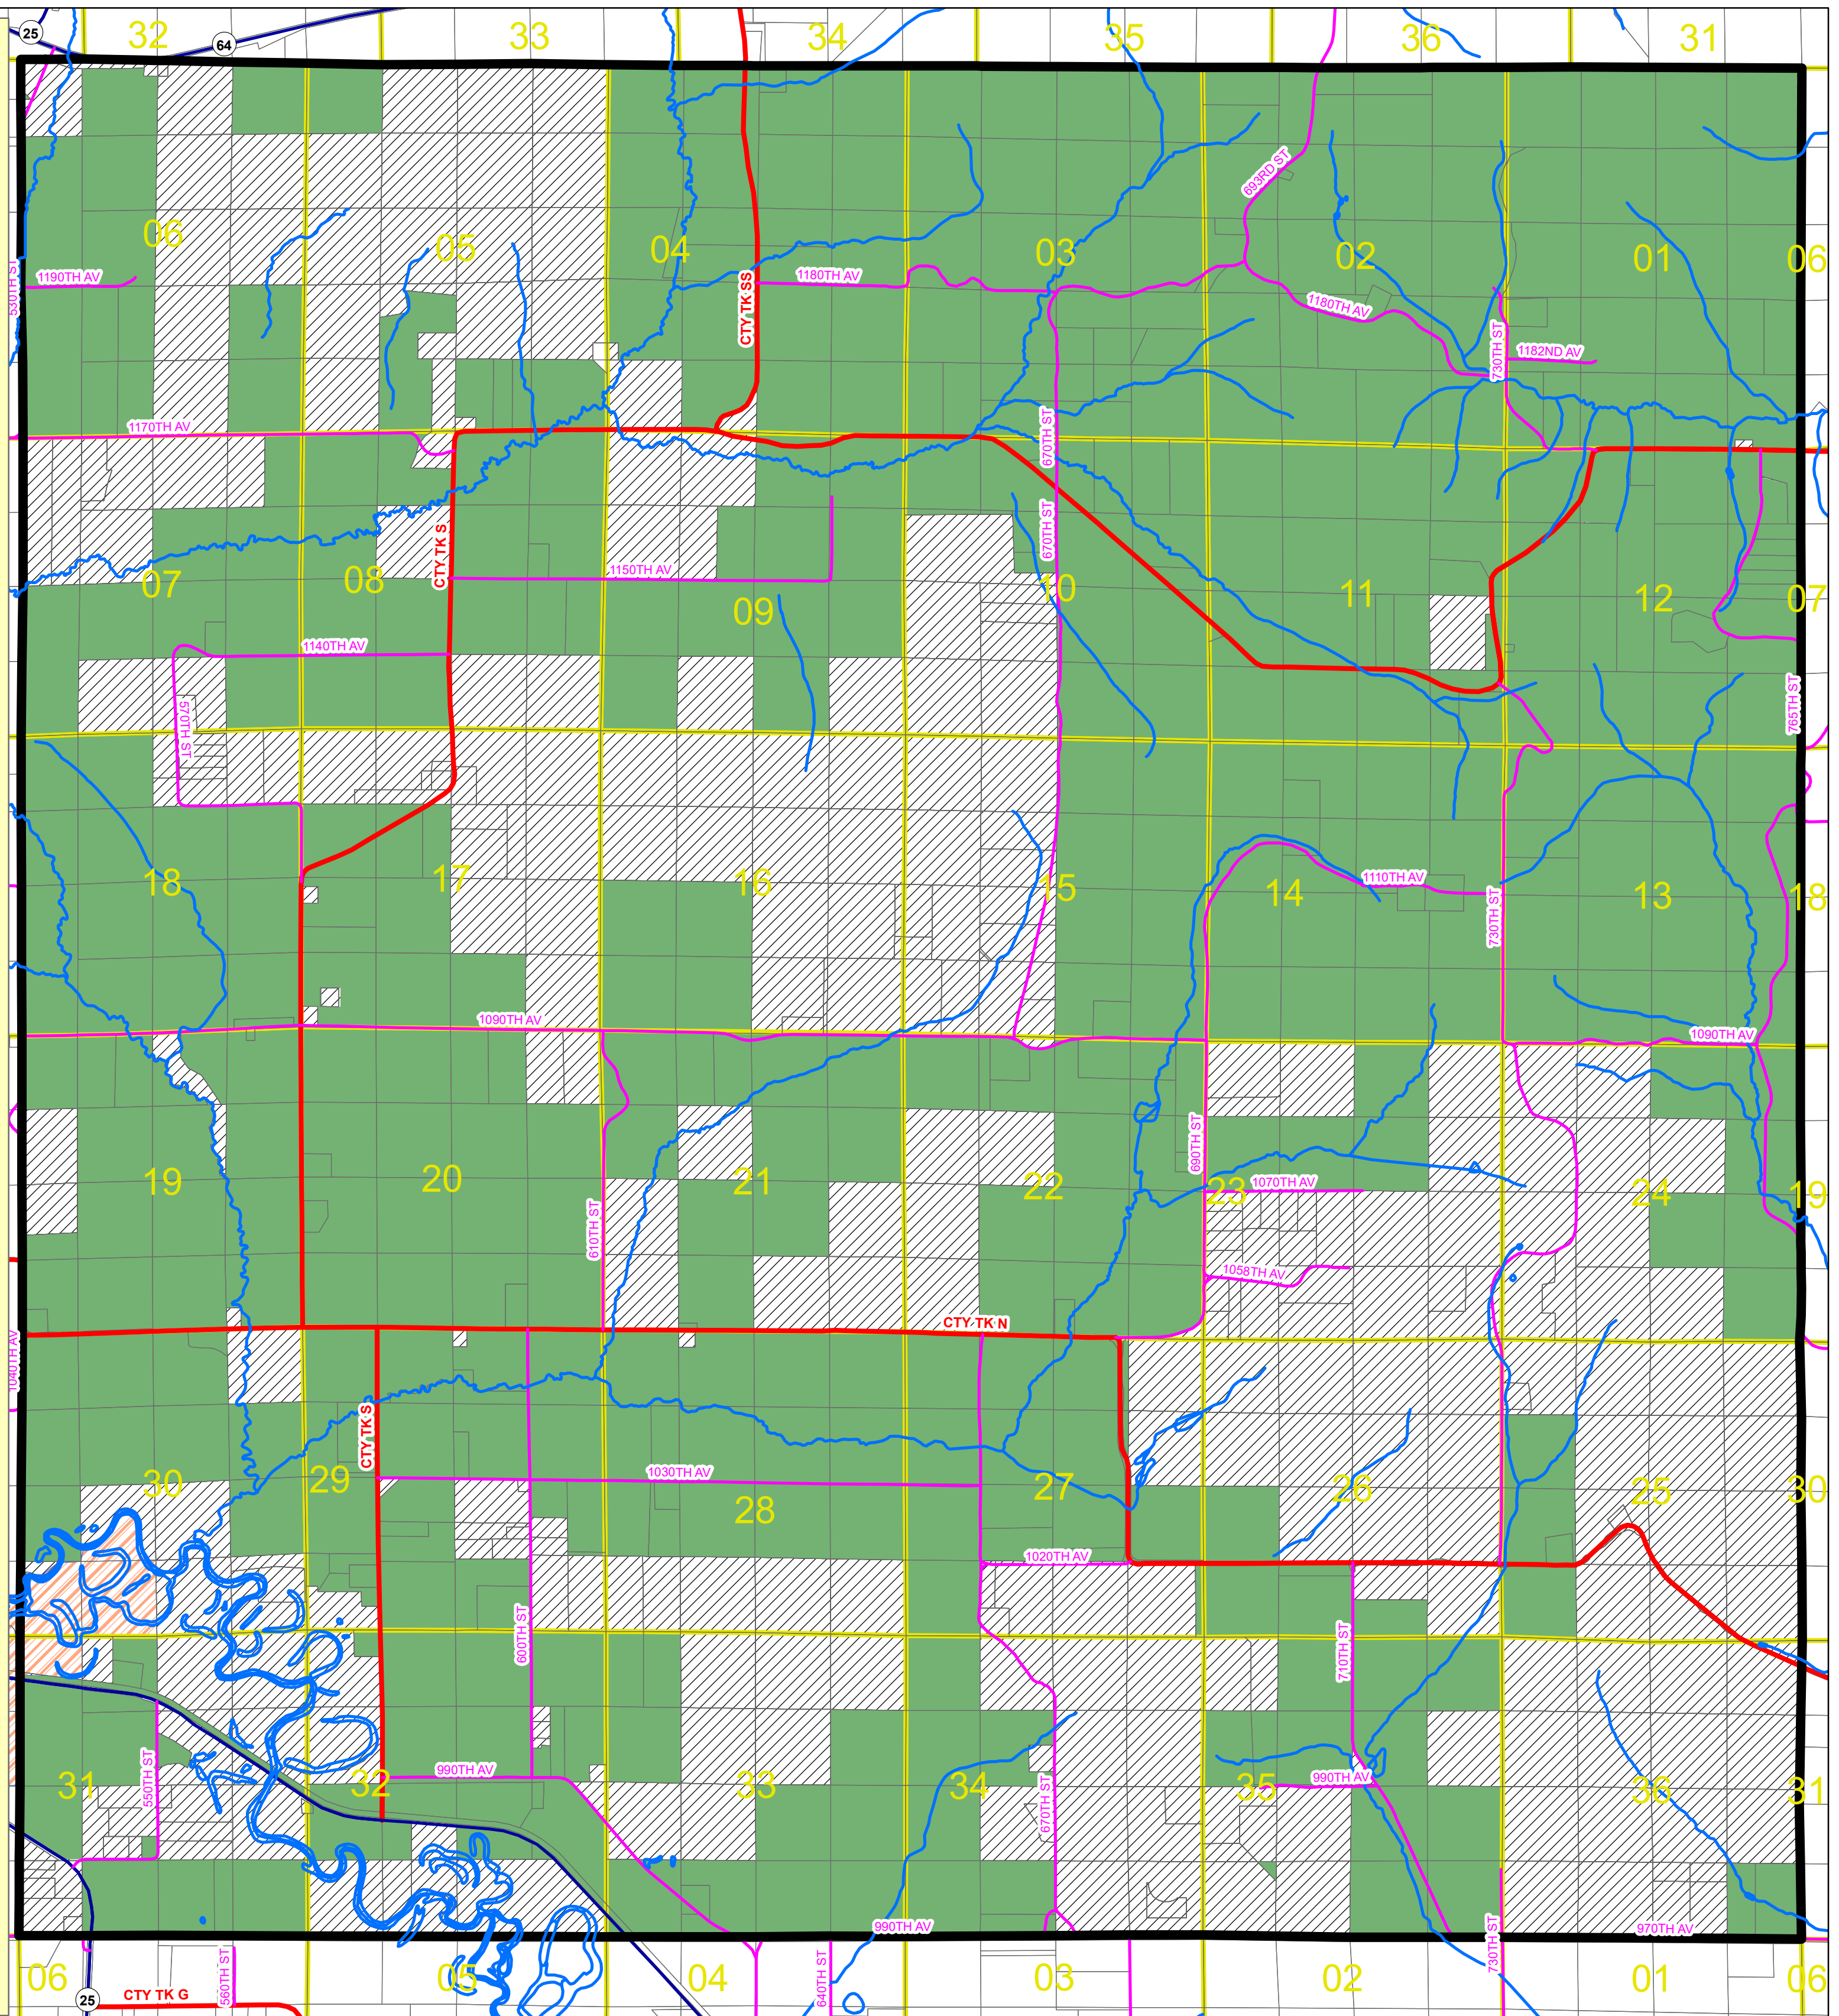 25
32
64
33
34
35
36
31
693RD ST
06
05
04
03
02
01
06
530TH ST
1190TH AV
CTY TK SS
1180TH AV
1180TH AV
730TH ST
1182ND AV
1170TH AV
670TH ST
CTY TK S
670TH ST
1150TH AV
07
08
09
10
11
12
07
1140TH AV
570TH ST
765TH ST
18
17
16
15
14
1110TH AV
730TH ST
13
18
1090TH AV
1090TH AV
690TH ST
19
20
21
22
23
1070TH AV
24
19
610TH ST
1058TH AV
CTY TK N
1040TH AV
CTY TK S
30
29
1030TH AV
28
27
26
25
30
1020TH AV
600TH ST
710TH ST
31
550TH ST
32
990TH AV
33
34
670TH ST
35
990TH AV
36
31
990TH AV
730TH ST
970TH AV
06
560TH ST
05
04
640TH ST
03
02
01
06
25
CTY TK G